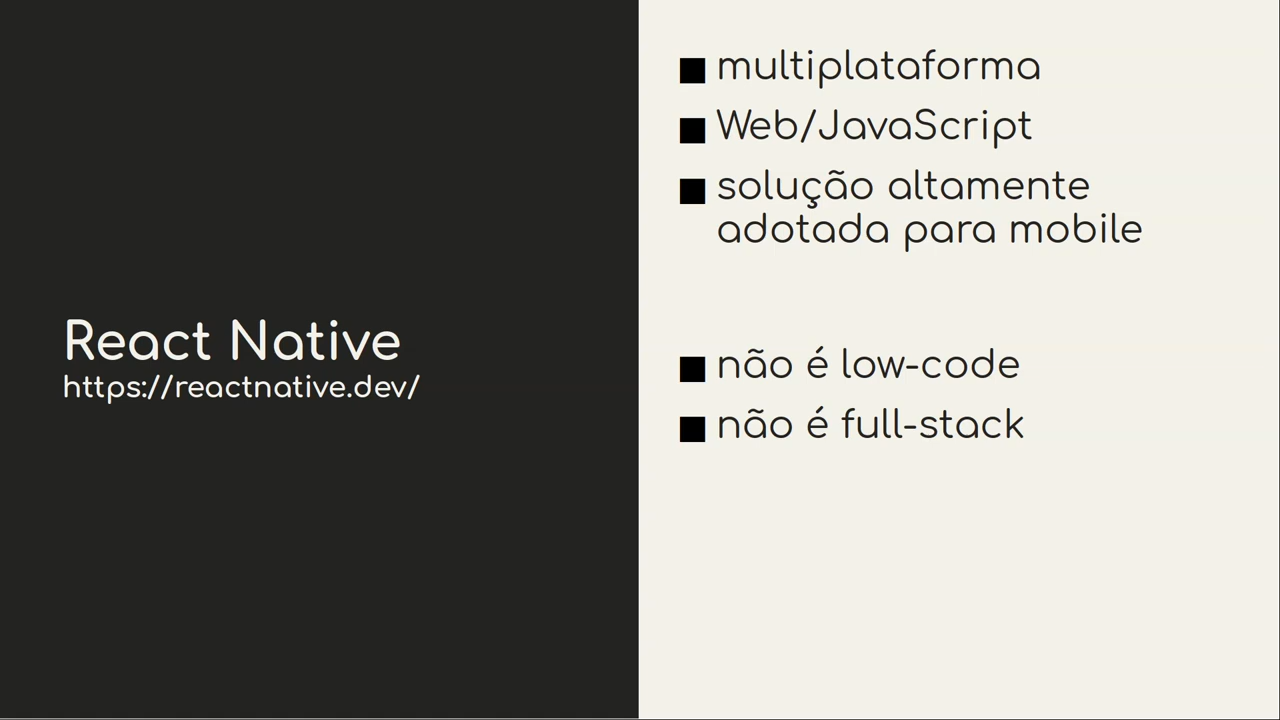 React Native
https://reactnative.dev/
multiplataforma
Web/JavaScript
solução altamente
adotada para mobile
não é low-code
não é full-stack